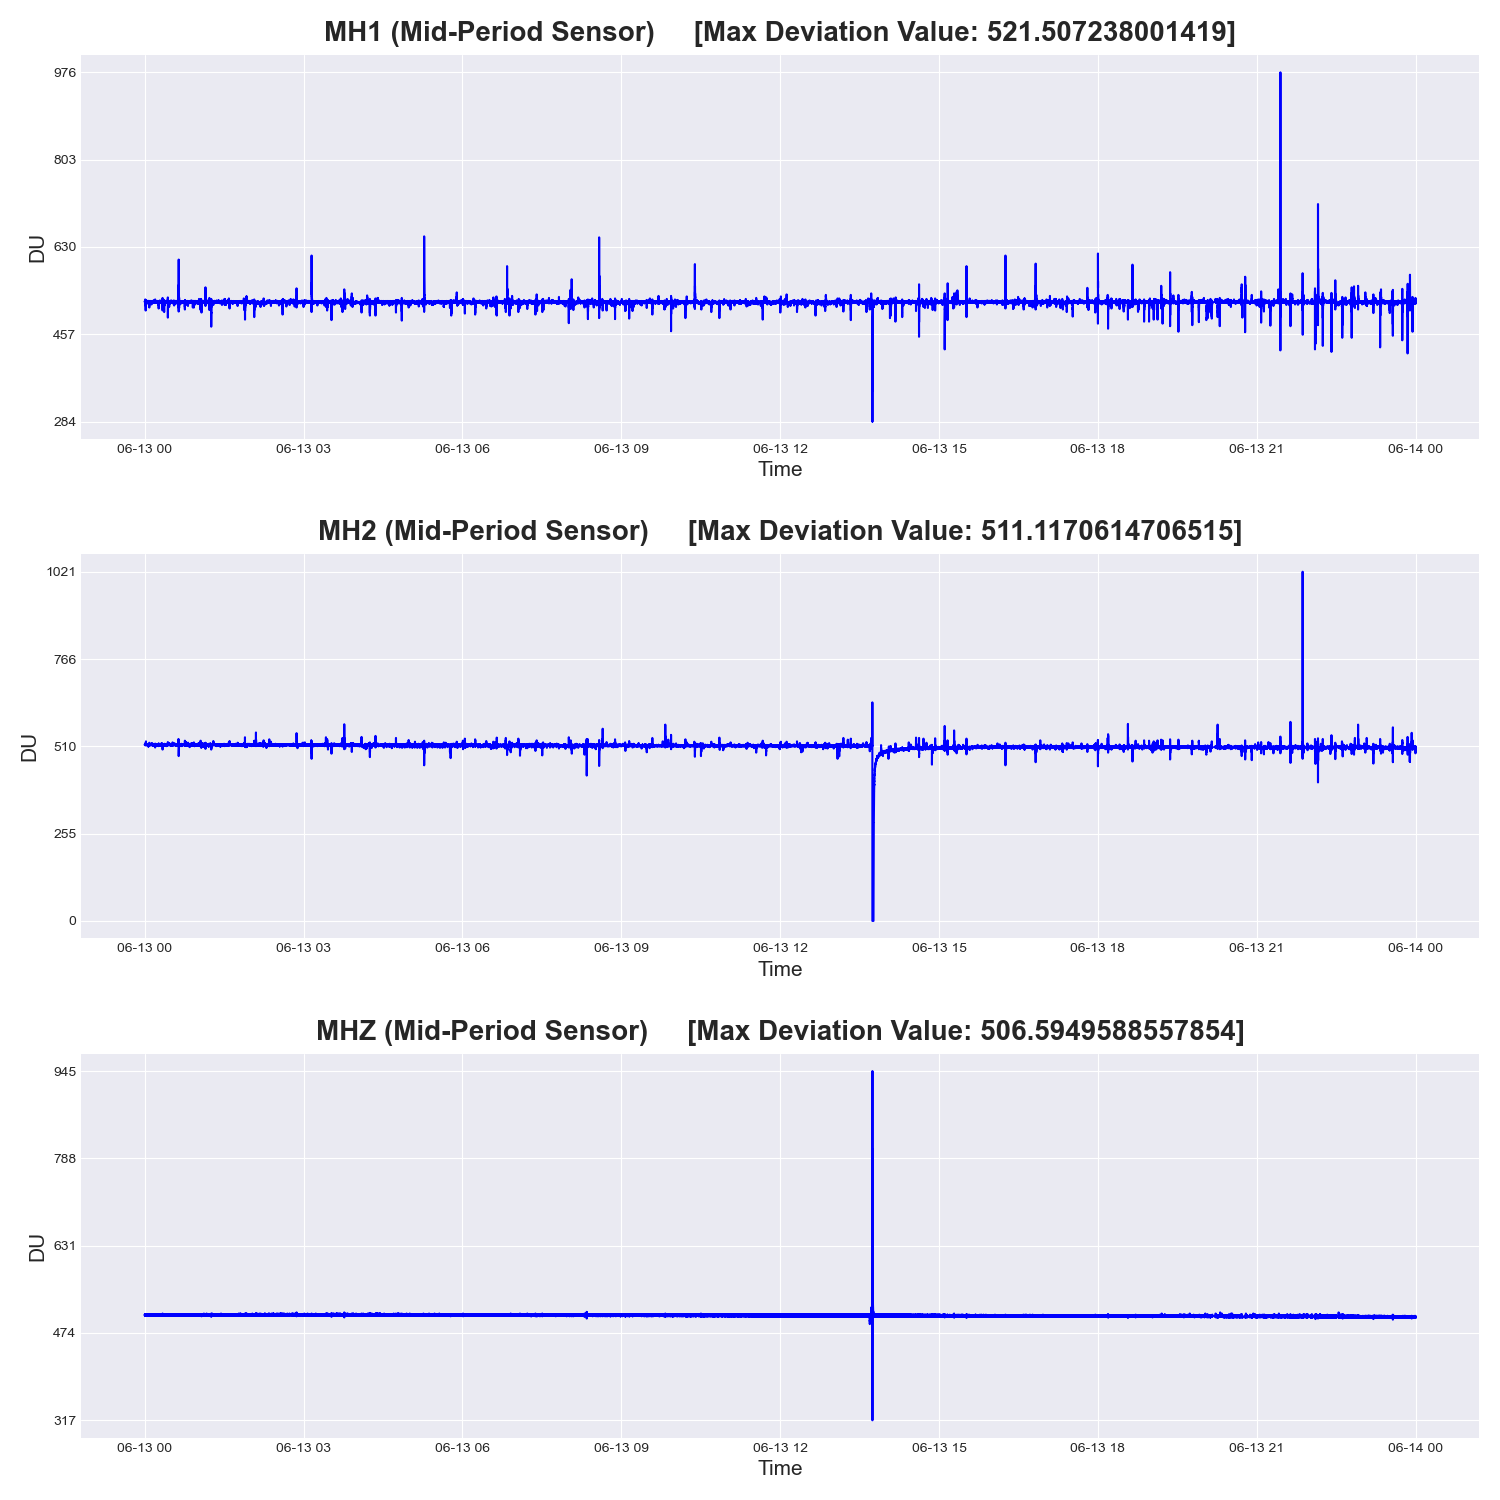 MH1 (Mid-Period Sensor) [Max Deviation Value: 521.507238001419]
976
803
630
457
284
DU
06-13 00 06-13 03 06-13 06 06-13 09 06-13 12 06-13 15 06-13 18 06-13 21 06-14 00
Time
MH2 (Mid-Period Sensor) [Max Deviation Value: 511.1170614706515]
1021
766
510
255
0
DU
06-13 00 06-13 03 06-13 06 06-13 09 06-13 12 06-13 15 06-13 18 06-13 21 06-14 00
Time
MHZ (Mid-Period Sensor) [Max Deviation Value: 506.5949588557854]
945
788
631
474
317
DU
06-13 00 06-13 03 06-13 06 06-13 09 06-13 12 06-13 15 06-13 18 06-13 21 06-14 00
Time